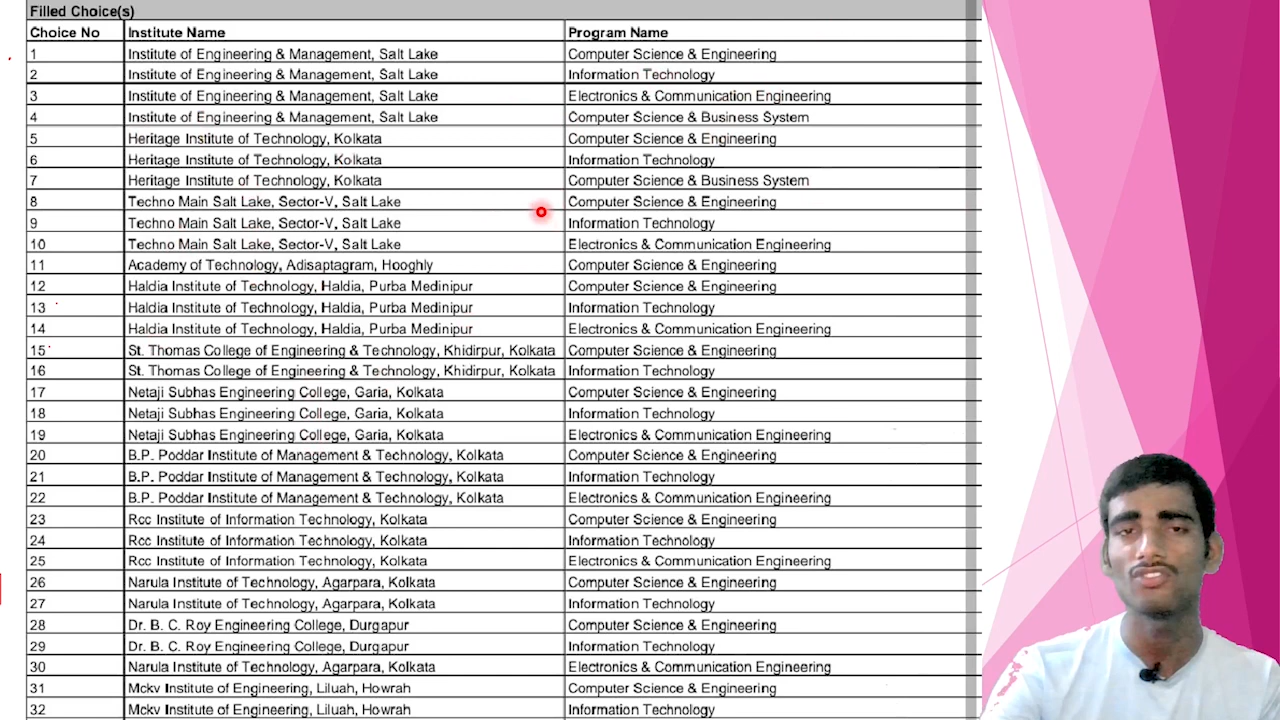 Filled Choice(s)
Choice No Institute Name Program Name
1 Institute of Engineering & Management, Salt Lake Computer Science & Engineering
2 Institute of Engineering & Management, Salt Lake Information Technology
3 Institute of Engineering & Management, Salt Lake Electronics & Communication Engineering
4 Institute of Engineering & Management, Salt Lake Computer Science & Business System
5 Heritage Institute of Technology, Kolkata Computer Science & Engineering
6 Heritage Institute of Technology, Kolkata Information Technology
7 Heritage Institute of Technology, Kolkata Computer Science & Business System
8 Techno Main Salt Lake, Sector-V, Salt Lake Computer Science & Engineering
9 Techno Main Salt Lake, Sector-V, Salt Lake Information Technology
10 Techno Main Salt Lake, Sector-V, Salt Lake Electronics & Communication Engineering
11 Academy of Technology, Adisaptagram, Hooghly Computer Science & Engineering
12 Haldia Institute of Technology, Haldia, Purba Medinipur Computer Science & Engineering
13 Haldia Institute of Technology, Haldia, Purba Medinipur Information Technology
14 Haldia Institute of Technology, Haldia, Purba Medinipur Electronics & Communication Engineering
15 St. Thomas College of Engineering & Technology, Khidirpur, Kolkata Computer Science & Engineering
16 St. Thomas College of Engineering & Technology, Khidirpur, Kolkata Information Technology
17 Netaji Subhas Engineering College, Garia, Kolkata Computer Science & Engineering
18 Netaji Subhas Engineering College, Garia, Kolkata Information Technology
19 Netaji Subhas Engineering College, Garia, Kolkata Electronics & Communication Engineering
20 B.P. Poddar Institute of Management & Technology, Kolkata Computer Science & Engineering
21 B.P. Poddar Institute of Management & Technology, Kolkata Information Technology
22 B.P. Poddar Institute of Management & Technology, Kolkata Electronics & Communication Engineering
23 Rcc Institute of Information Technology, Kolkata Computer Science & Engineering
24 Rcc Institute of Information Technology, Kolkata Information Technology
25 Rcc Institute of Information Technology, Kolkata Electronics & Communication Engineering
26 Narula Institute of Technology, Agarpara, Kolkata Computer Science & Engineering
27 Narula Institute of Technology, Agarpara, Kolkata Information Technology
28 Dr. B. C. Roy Engineering College, Durgapur Computer Science & Engineering
29 Dr. B. C. Roy Engineering College, Durgapur Information Technology
30 Narula Institute of Technology, Agarpara, Kolkata Electronics & Communication Engineering
31 Mckv Institute of Engineering, Liluah, Howrah Computer Science & Engineering
32 Mckv Institute of Engineering, Liluah, Howrah Information Technology